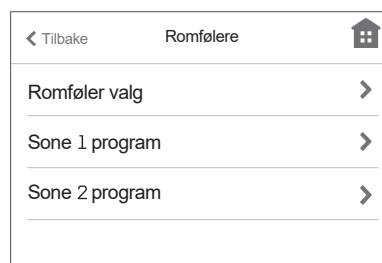 Tilbake
Romfølere
Romføler valg
Sone 1 program
Sone 2 program